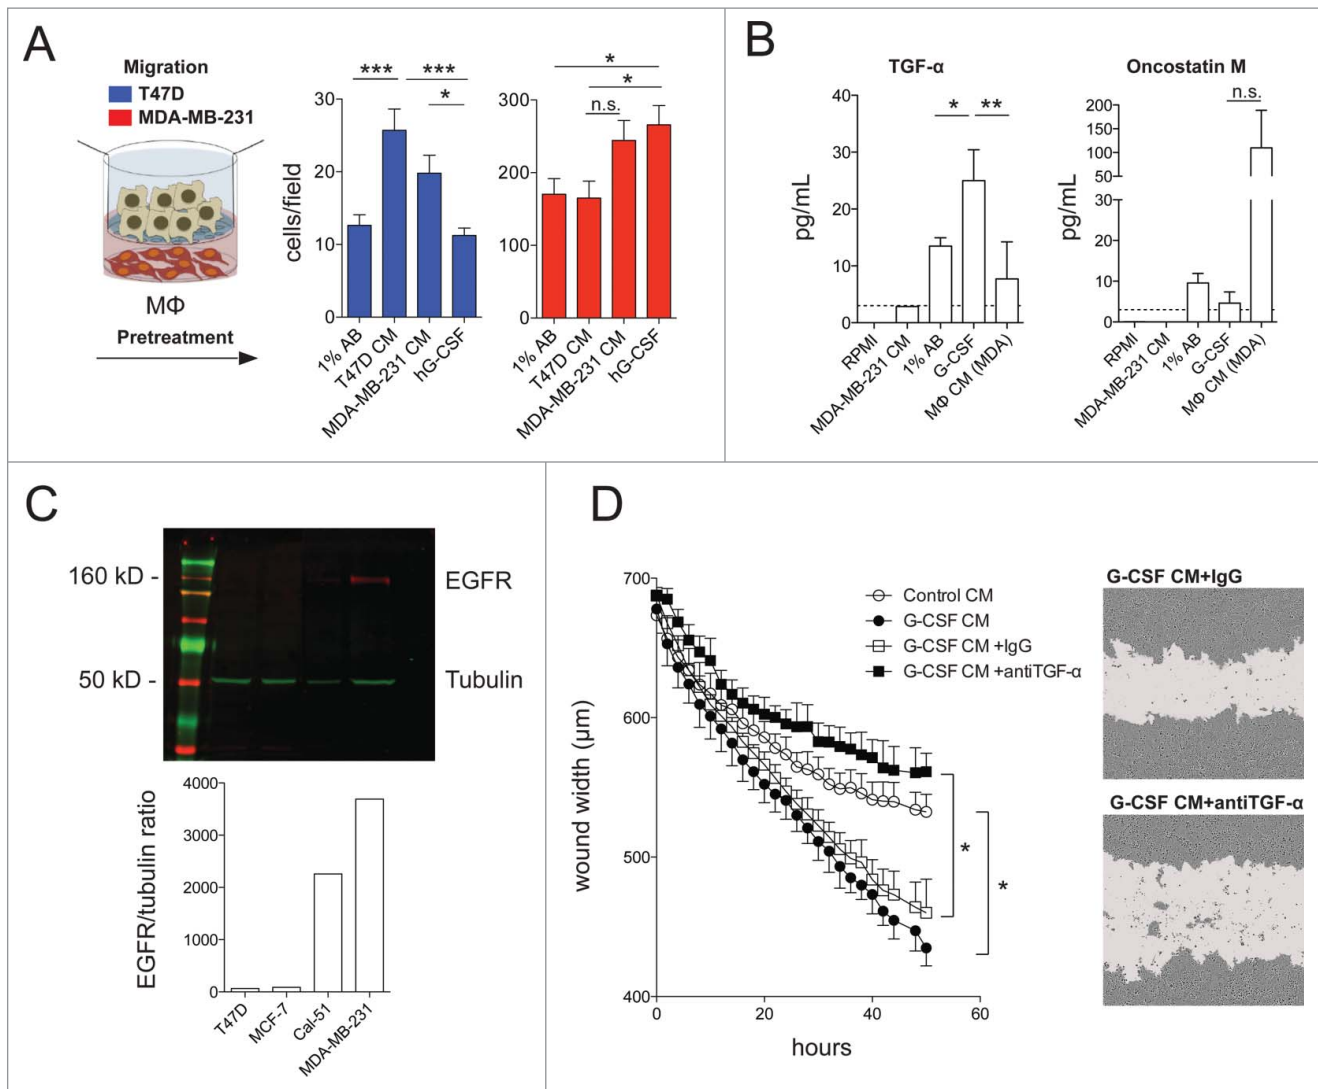 A
Migration
T47D
MDA-MB-231
MΦ
Pretreatment
cells/field
30
20
10
0
*** ***
*
1% AB
T47D CM
MDA-MB-231 CM
hG-CSF
300
200
100
0
*
*
n.s.
1% AB
T47D CM
MDA-MB-231 CM
hG-CSF
B
TGF-α
pg/mL
40
30
20
10
0
* **
RPMI
MDA-MB-231 CM
1% AB
G-CSF
MΦ CM (MDA)
Oncostatin M
pg/mL
200
150
100
50
30
20
10
0
n.s.
RPMI
MDA-MB-231 CM
1% AB
G-CSF
MΦ CM (MDA)
C
160 kD - EGFR
50 kD - Tubulin
EGFR/tubulin ratio
4000
3000
2000
1000
0
T47D
MCF-7
Cal-51
MDA-MB-231
D
wound width (µm)
700
600
500
400
0 20 40 60
hours
Control CM
G-CSF CM
G-CSF CM +IgG
G-CSF CM +antiTGF-α
*
*
G-CSF CM+IgG
G-CSF CM+antiTGF-α